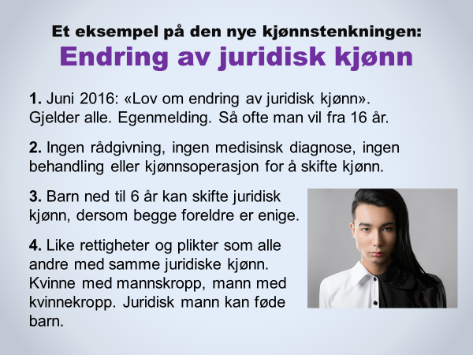 Et eksempel på den nye kjønnstenkningen:
Endring av juridisk kjønn
1. Juni 2016: «Lov om endring av juridisk kjønn».
Gjelder alle. Egenmelding. Så ofte man vil fra 16 år.
2. Ingen rådgivning, ingen medisinsk diagnose, ingen
behandling eller kjønnsoperasjon for å skifte kjønn.
3. Barn ned til 6 år kan skifte juridisk
kjønn, dersom begge foreldre er enige.
4. Like rettigheter og plikter som alle
andre med samme juridiske kjønn.
Kvinne med mannskropp, mann med
kvinnekropp. Juridisk mann kan føde
barn.